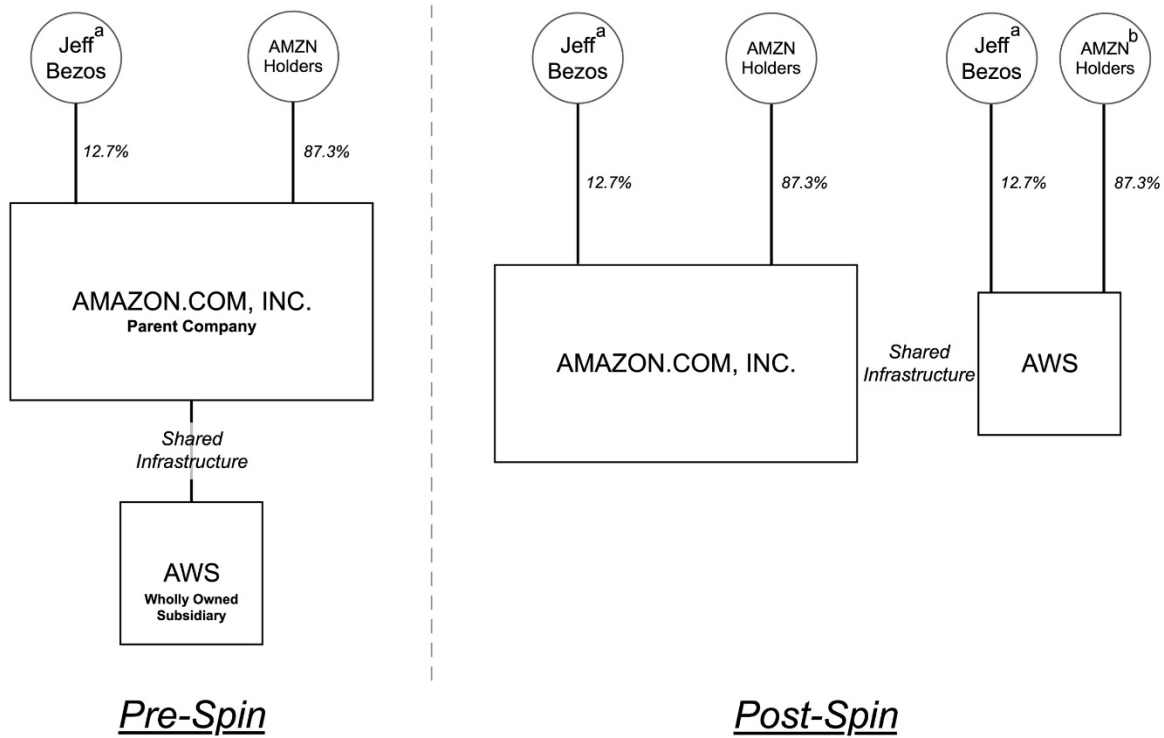 Jeff a
Bezos
AMZN
Holders
12.7%
87.3%
AMAZON.COM, INC.
Parent Company
Shared
Infrastructure
AWS
Wholly Owned
Subsidiary
Pre-Spin
Jeff a
Bezos
AMZN
Holders
Jeff a
Bezos
AMZN b
Holders
12.7%
87.3%
12.7%
87.3%
AMAZON.COM, INC.
Shared
Infrastructure
AWS
Post-Spin